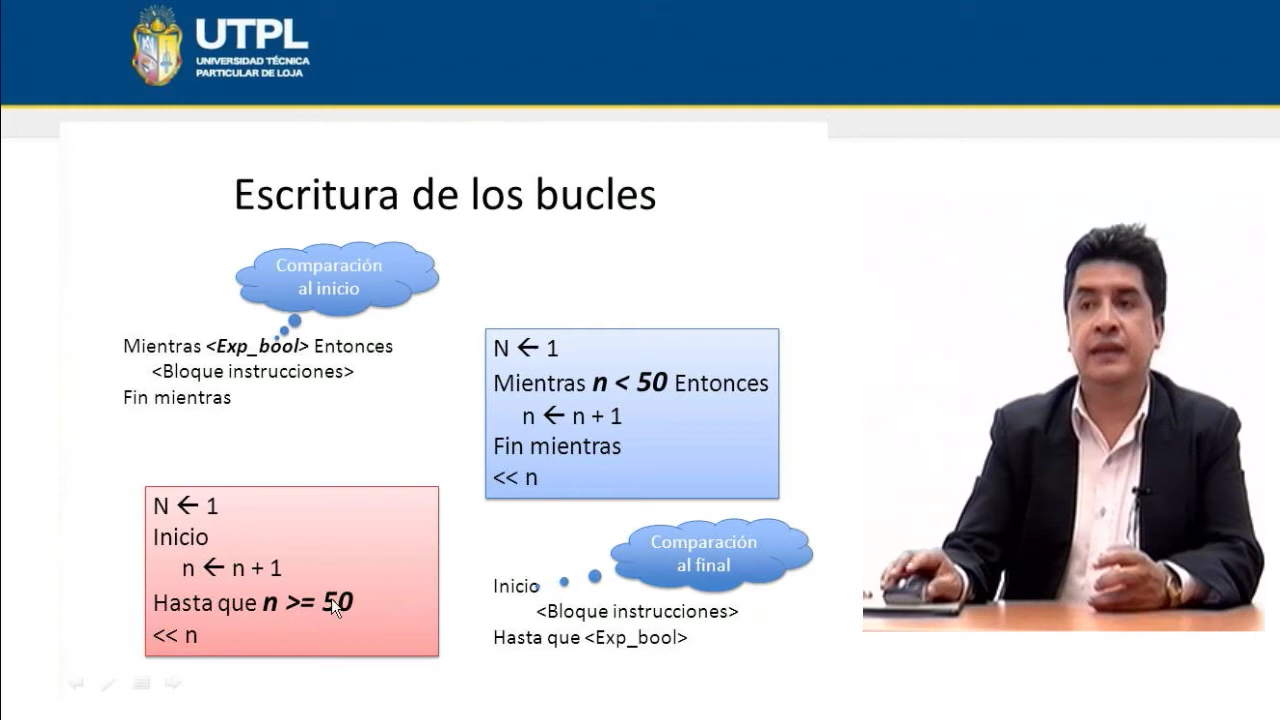 UTPL
UNIVERSIDAD TÉCNICA
PARTICULAR DE LOJA
Escritura de los bucles
Comparación
al inicio
Mientras <Exp_bool> Entonces
<Bloque instrucciones>
Fin mientras
N ← 1
Mientras n < 50 Entonces
n ← n + 1
Fin mientras
<< n
N ← 1
Inicio
n ← n + 1
Hasta que n >= 50
<< n
Comparación
al final
Inicio
<Bloque instrucciones>
Hasta que <Exp_bool>